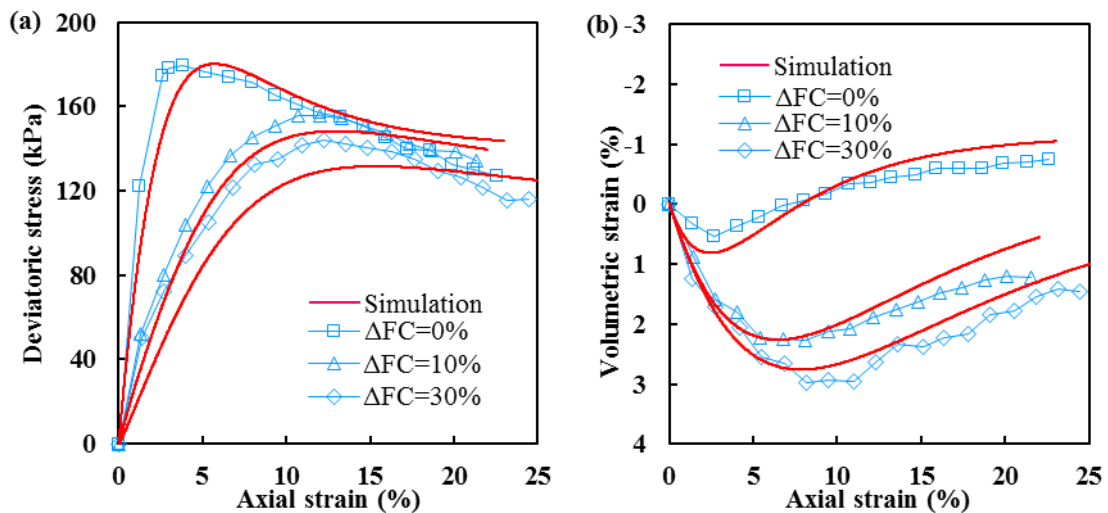 (a)
Deviatoric stress (kPa)
200
160
120
80
40
0
Simulation
ΔFC=0%
ΔFC=10%
ΔFC=30%
0 5 10 15 20 25
Axial strain (%)
(b)
Volumetric strain (%)
-3
-2
-1
0
1
2
3
4
Simulation
ΔFC=0%
ΔFC=10%
ΔFC=30%
0 5 10 15 20 25
Axial strain (%)